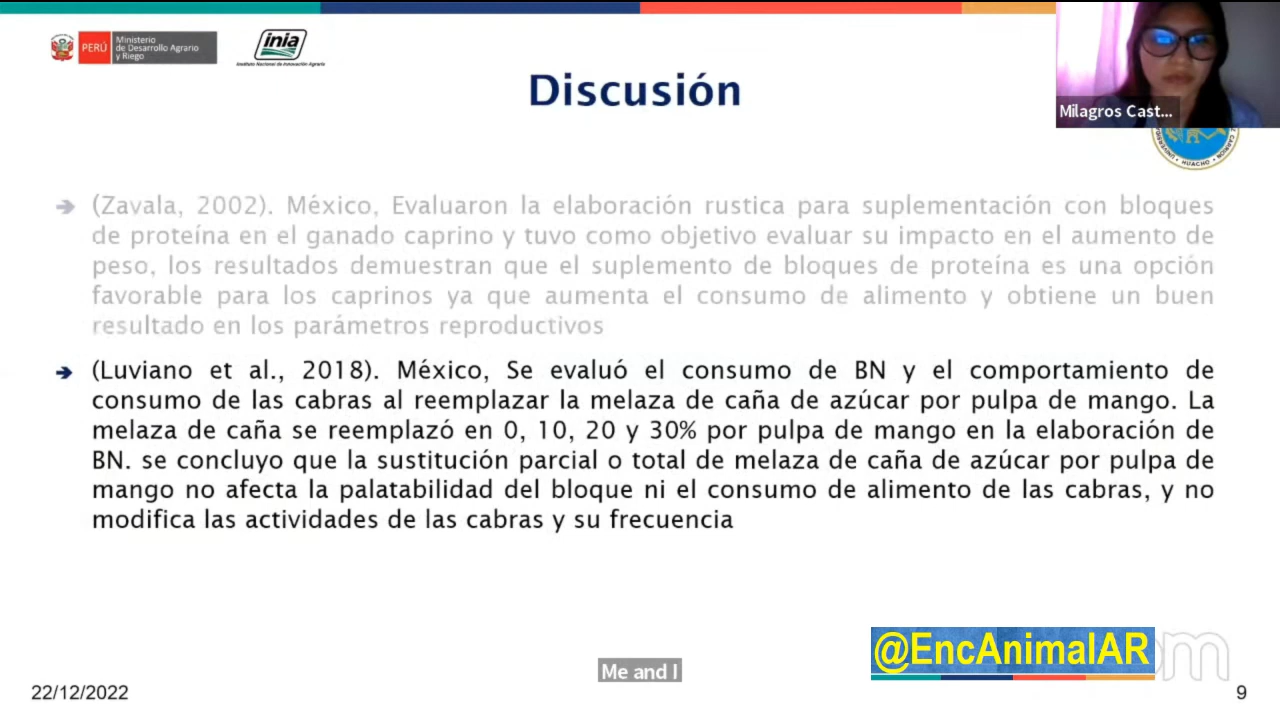 PERÚ
Ministerio
de Desarrollo Agrario
y Riego
inia
Instituto Nacional de Innovación Agraria
Discusión
Milagros Cast...
HUACHO
(Zavala, 2002). México, Evaluaron la elaboración rustica para suplementación con bloques
de proteína en el ganado caprino y tuvo como objetivo evaluar su impacto en el aumento de
peso, los resultados demuestran que el suplemento de bloques de proteína es una opción
favorable para los caprinos ya que aumenta el consumo de alimento y obtiene un buen
resultado en los parámetros reproductivos
(Luviano et al., 2018). México, Se evaluó el consumo de BN y el comportamiento de
consumo de las cabras al reemplazar la melaza de caña de azúcar por pulpa de mango. La
melaza de caña se reemplazó en 0, 10, 20 y 30% por pulpa de mango en la elaboración de
BN. se concluyo que la sustitución parcial o total de melaza de caña de azúcar por pulpa de
mango no afecta la palatabilidad del bloque ni el consumo de alimento de las cabras, y no
modifica las actividades de las cabras y su frecuencia
@EncAnimalAR
Me and I
22/12/2022
9